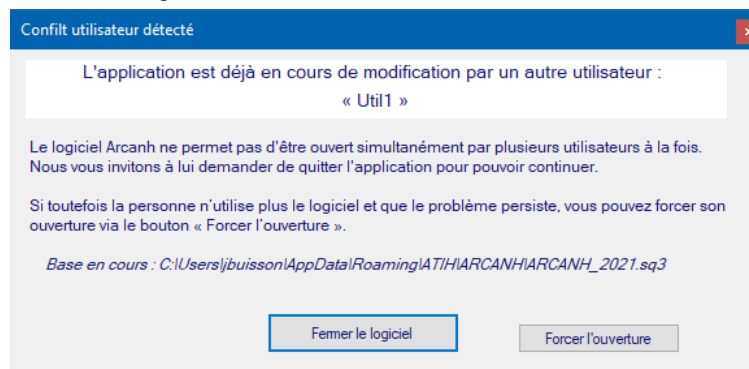 Confilt utilisateur détecté
L'application est déjà en cours de modification par un autre utilisateur :
« Util1 »
Le logiciel Arcanh ne permet pas d'être ouvert simultanément par plusieurs utilisateurs à la fois.
Nous vous invitons à lui demander de quitter l'application pour pouvoir continuer.
Si toutefois la personne n'utilise plus le logiciel et que le problème persiste, vous pouvez forcer son
ouverture via le bouton « Forcer l'ouverture ».
Base en cours : C:\Users\jbuisson\AppData\Roaming\ATIH\ARCANH\ARCANH_2021.sq3
Fermer le logiciel
Forcer l'ouverture